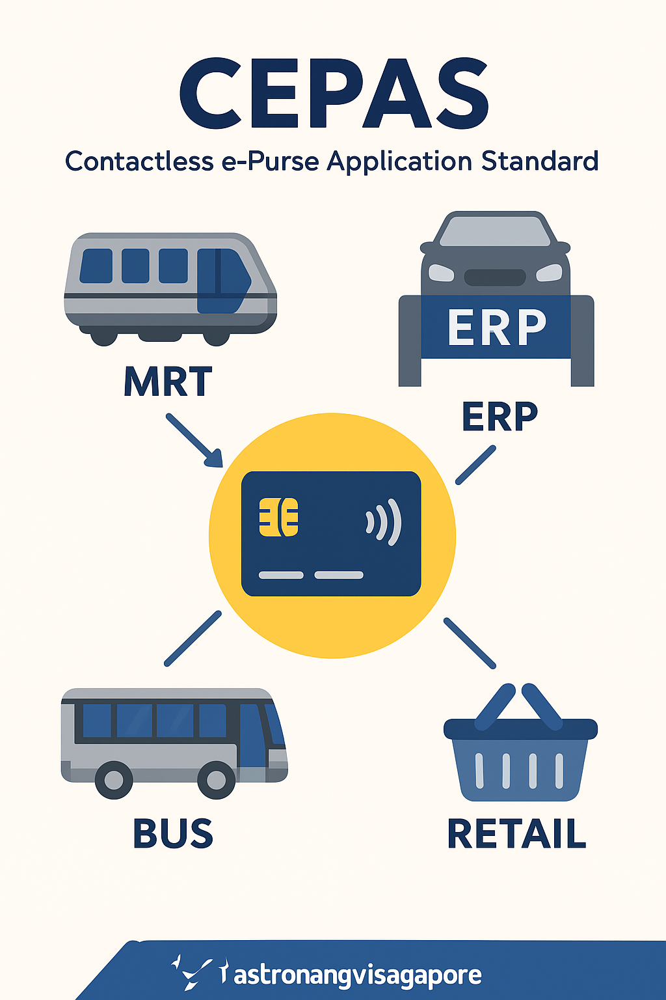 CEPAS
Contactless e-Purse Application Standard
ERP
MRT
ERP
BUS
RETAIL
astronangvisagapore